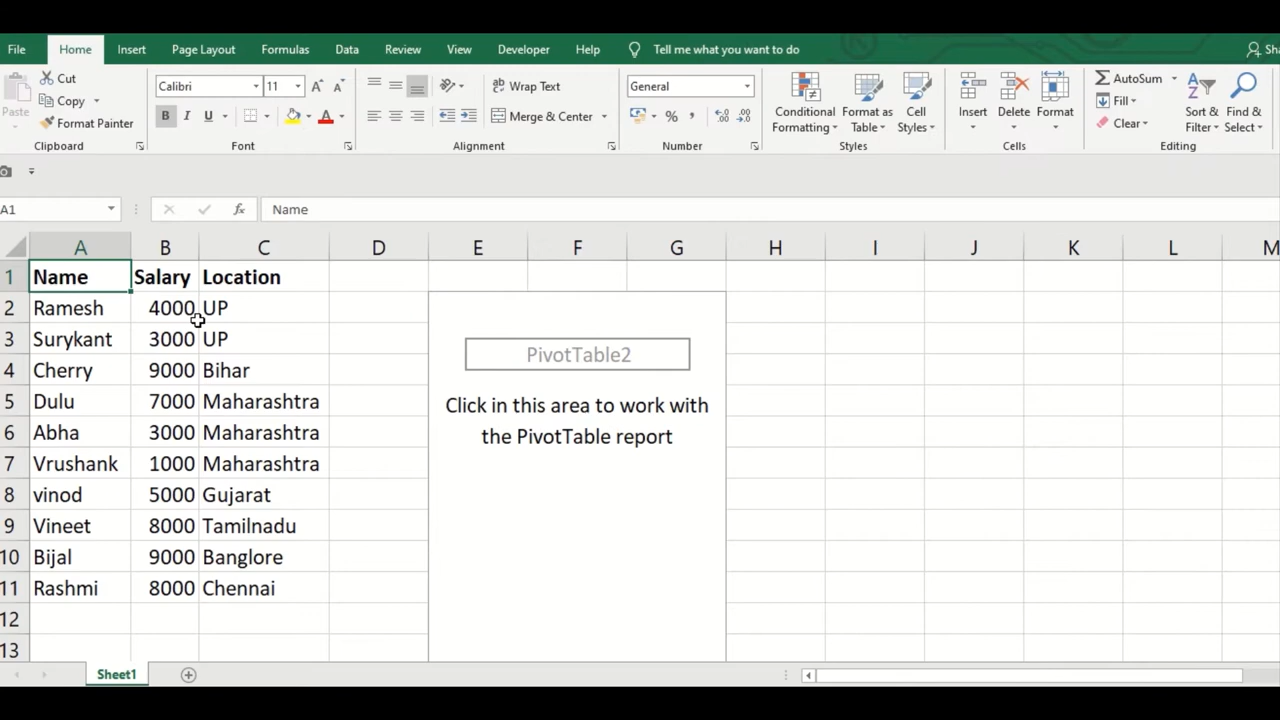 File Home Insert Page Layout Formulas Data Review View Developer Help Tell me what you want to do
Cut
Copy
Format Painter
Paste
Clipboard
Calibri 11
B I U
Font
Wrap Text
Merge & Center
Alignment
General
Number
Conditional Formatting
Format as Table
Cell Styles
Styles
Insert Delete Format
Cells
AutoSum
Fill
Clear
Sort & Filter
Find & Select
Editing
A1 fx Name
A B C D E F G H I J K L M
1 Name Salary Location
2 Ramesh 4000 UP
3 Surykant 3000 UP
4 Cherry 9000 Bihar
5 Dulu 7000 Maharashtra
6 Abha 3000 Maharashtra
7 Vrushank 1000 Maharashtra
8 vinod 5000 Gujarat
9 Vineet 8000 Tamilnadu
10 Bijal 9000 Banglore
11 Rashmi 8000 Chennai
12
13
PivotTable2
Click in this area to work with
the PivotTable report
Sheet1